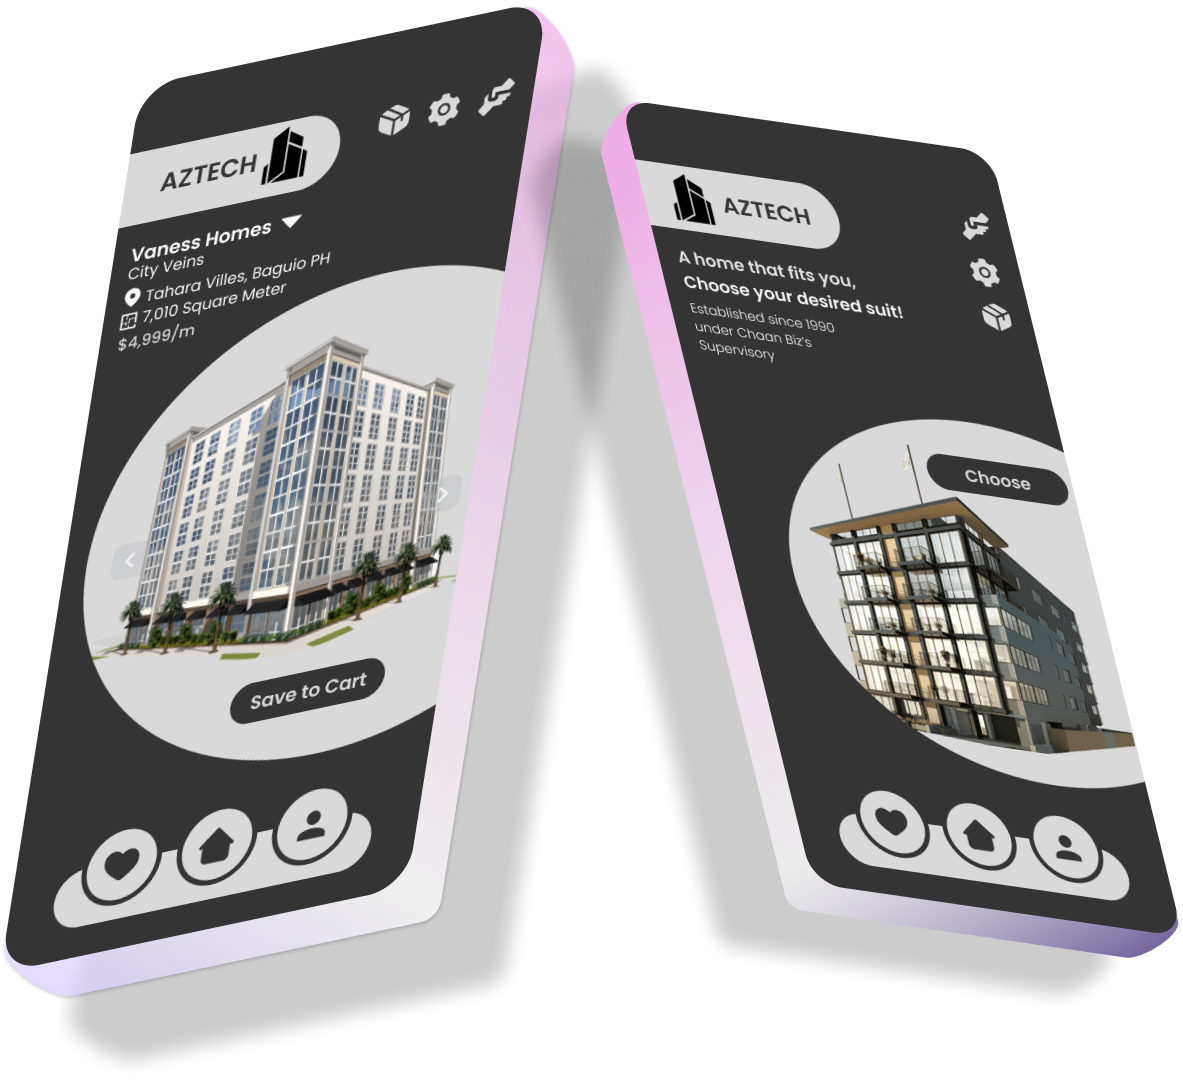 AZTECH
Vaness Homes
City Veins
Tahara Villes, Baguio PH
7,010 Square Meter
$4,999/m
Save to Cart
AZTECH
A home that fits you,
Choose your desired suit!
Established since 1990
under Chaan Biz's
Supervisory
Choose